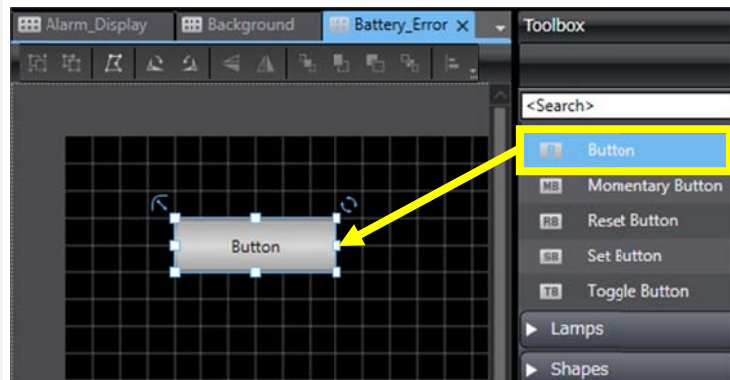 Alarm_Display
Background
Battery_Error
Toolbox
<Search>
B Button
MB Momentary Button
RB Reset Button
SB Set Button
TB Toggle Button
Lamps
Shapes
Button